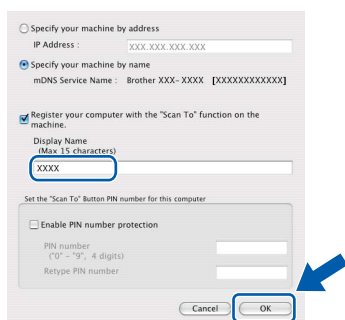 Specify your machine by address
IP Address :
XXX.XXX.XXX.XXX
Specify your machine by name
mDNS Service Name : Brother XXX-XXXX [XXXXXXXXXXXX]
Register your computer with the "Scan To" function on the
machine.
Display Name
(Max 15 characters)
XXXX
Set the "Scan To" Button PIN number for this computer
Enable PIN number protection
PIN number
("0" - "9", 4 digits)
Retype PIN number
Cancel
OK